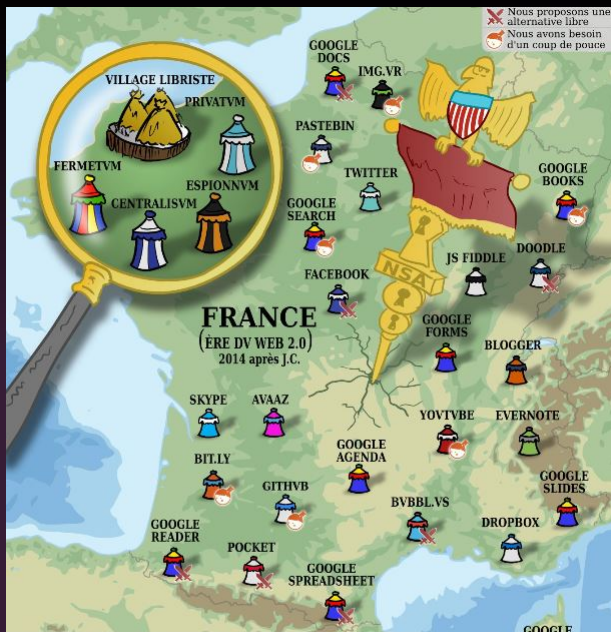 Nous proposons une
alternative libre
Nous avons besoin
d'un coup de pouce
GOOGLE
DOCS
IMG.VR
VILLAGE LIBRISTE
PRIVATVM
PASTEBIN
FERMETVM
ESPIONNVM
CENTRALISVM
TWITTER
GOOGLE
BOOKS
GOOGLE
SEARCH
DOODLE
JS FIDDLE
NSA
FACEBOOK
FRANCE
(ÈRE DV WEB 2.0)
2014 après J.C.
GOOGLE
FORMS
BLOGGER
SKYPE
AVAAZ
YOVTVBE
EVERNOTE
GOOGLE
AGENDA
BIT.LY
GITHVB
GOOGLE
SLIDES
BVBBL.VS
DROPBOX
GOOGLE
READER
POCKET
GOOGLE
SPREADSHEET
GOOGLE